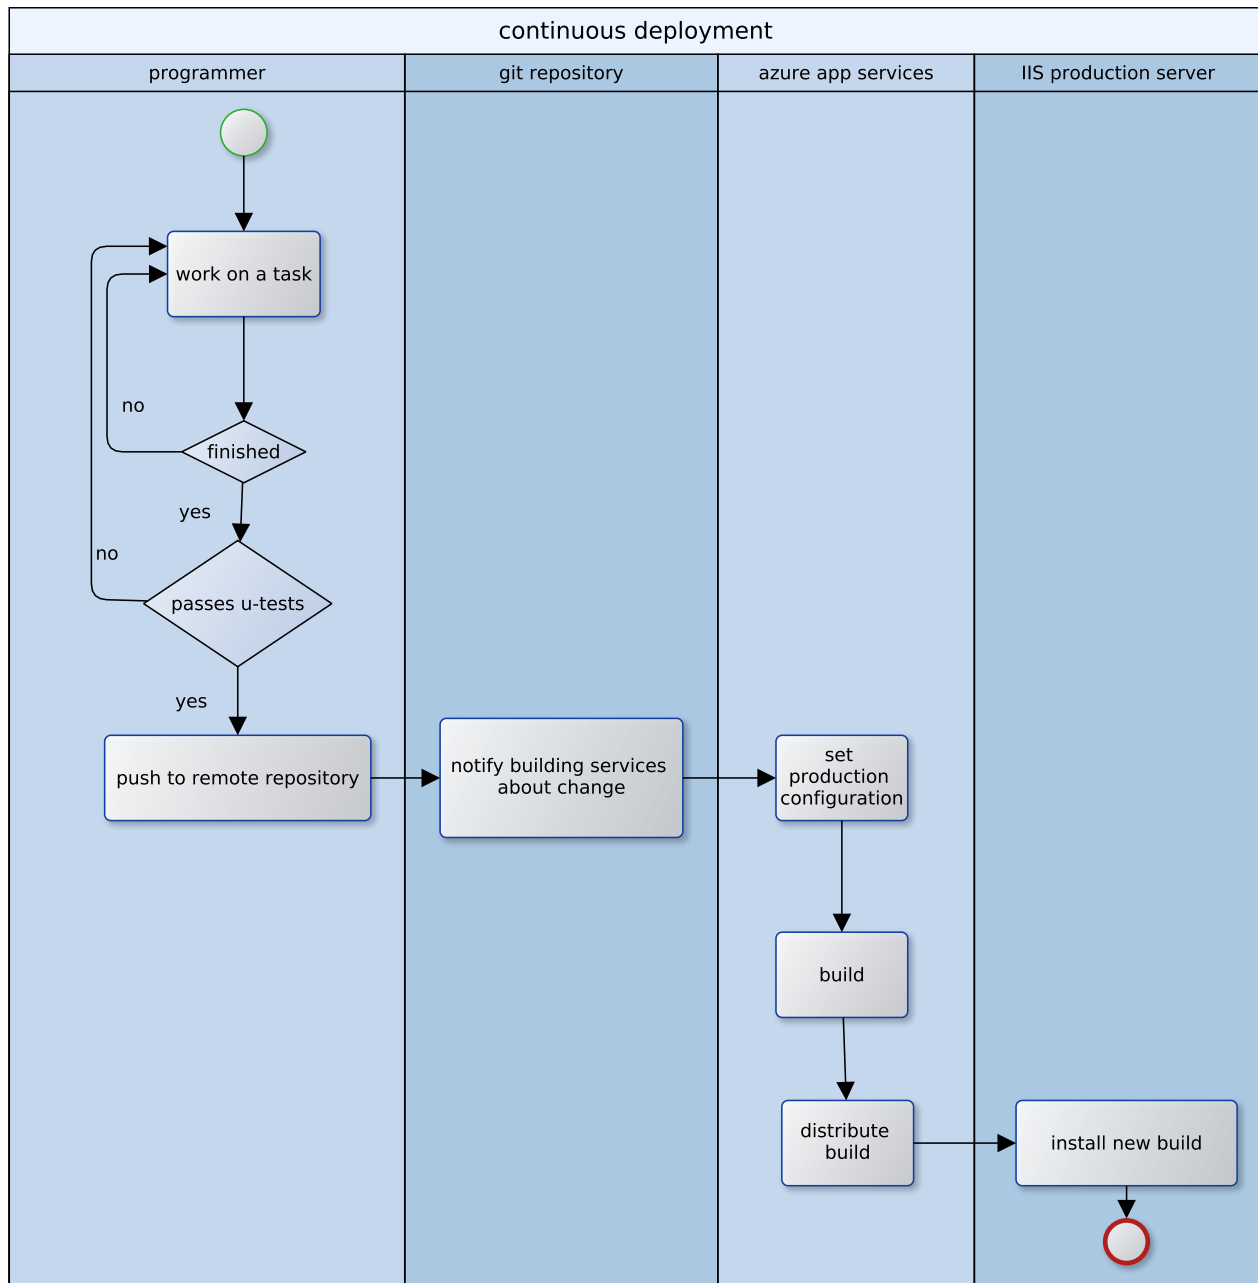 continuous deployment
programmer
git repository
azure app services
IIS production server
work on a task
no
finished
yes
no
passes u-tests
yes
push to remote repository
notify building services
about change
set
production
configuration
build
distribute
build
install new build